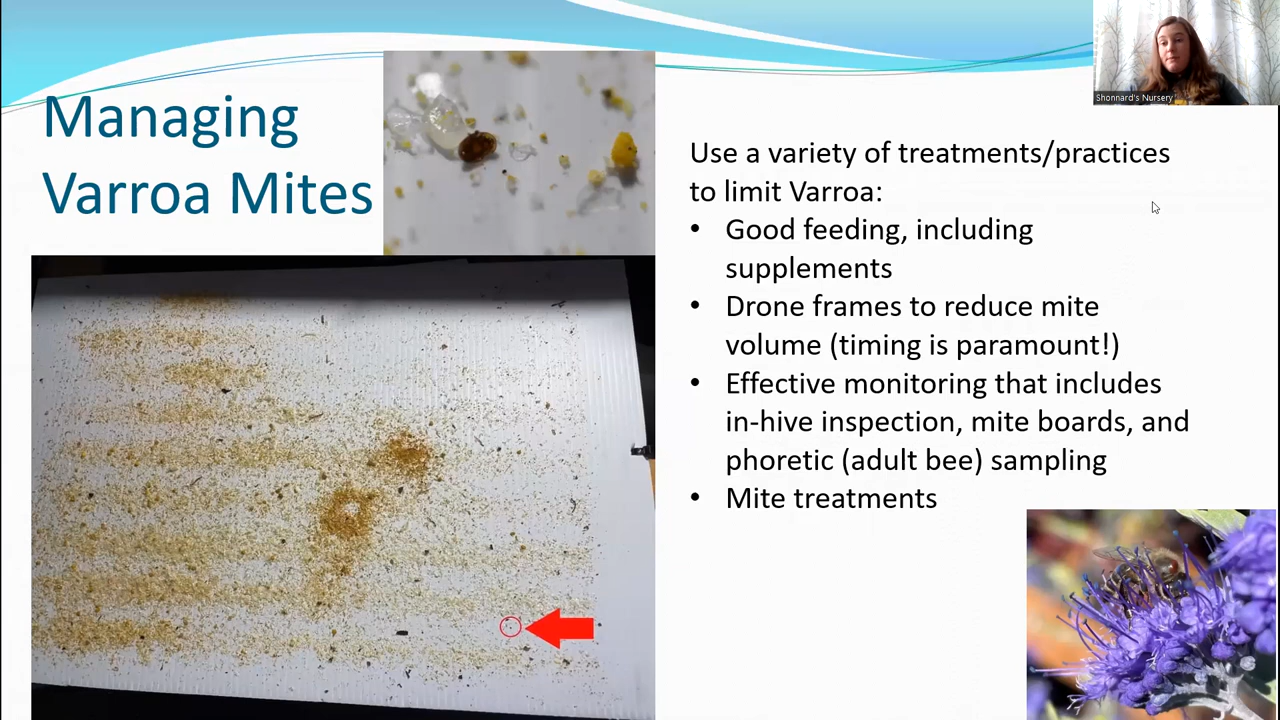 Managing
Varroa Mites
Shonnard's Nursery
Use a variety of treatments/practices
to limit Varroa:
• Good feeding, including
supplements
• Drone frames to reduce mite
volume (timing is paramount!)
• Effective monitoring that includes
in-hive inspection, mite boards, and
phoretic (adult bee) sampling
• Mite treatments